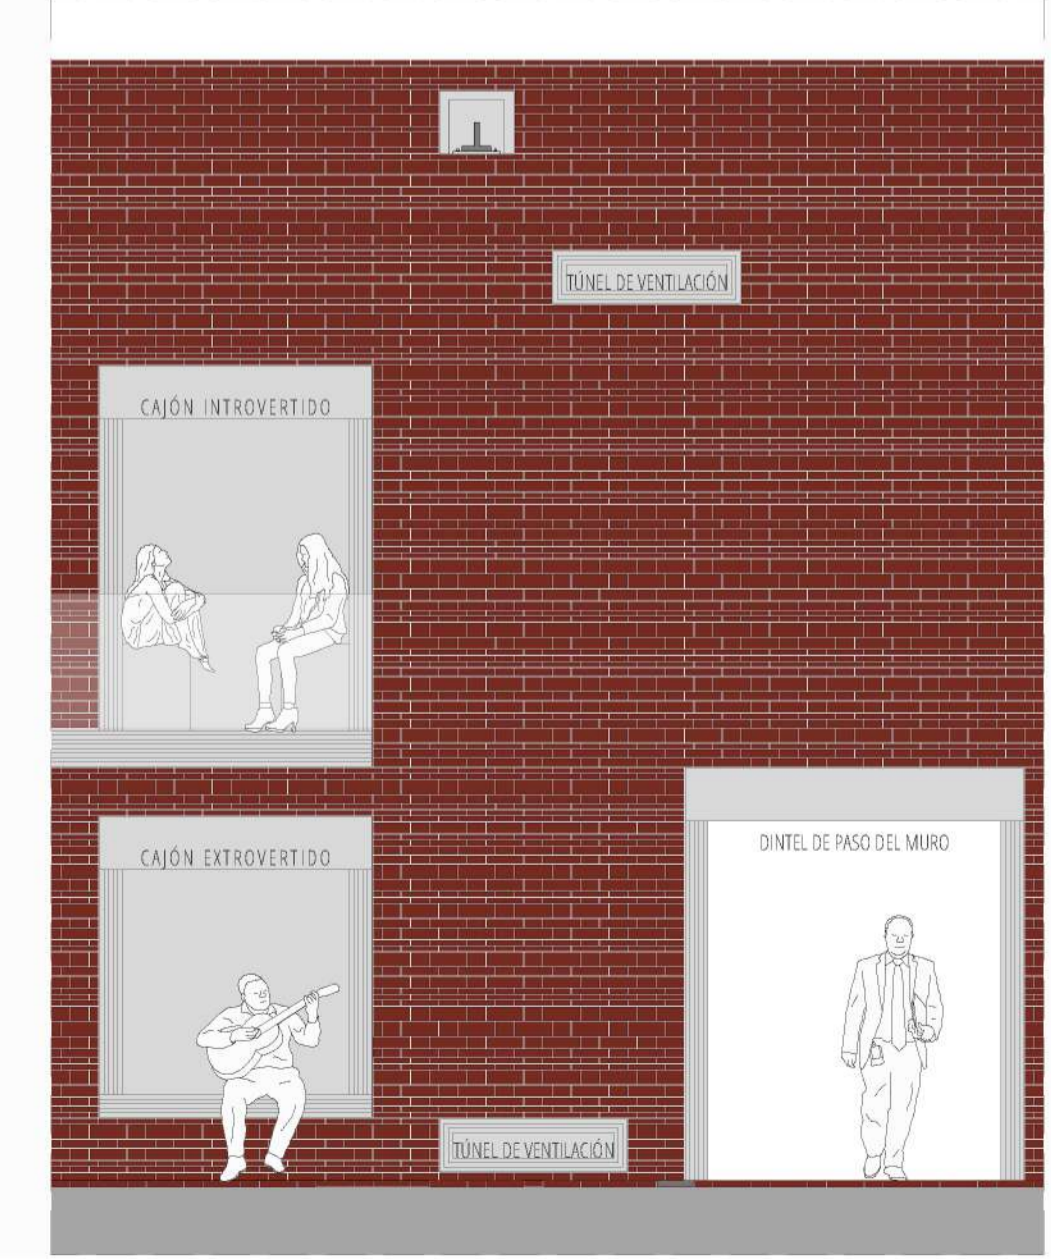 TÚNEL DE VENTILACIÓN
CAJÓN INTROVERTIDO
DINTEL DE PASO DEL MURO
CAJÓN EXTROVERTIDO
TÚNEL DE VENTILACIÓN